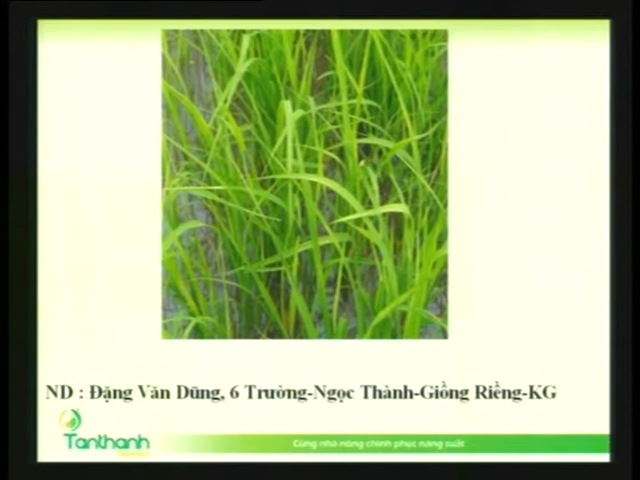 ND : Đặng Văn Dũng, 6 Trường-Ngọc Thành-Giồng Riềng-KG
Tanthanh
Cùng nhà nông chinh phục năng suất